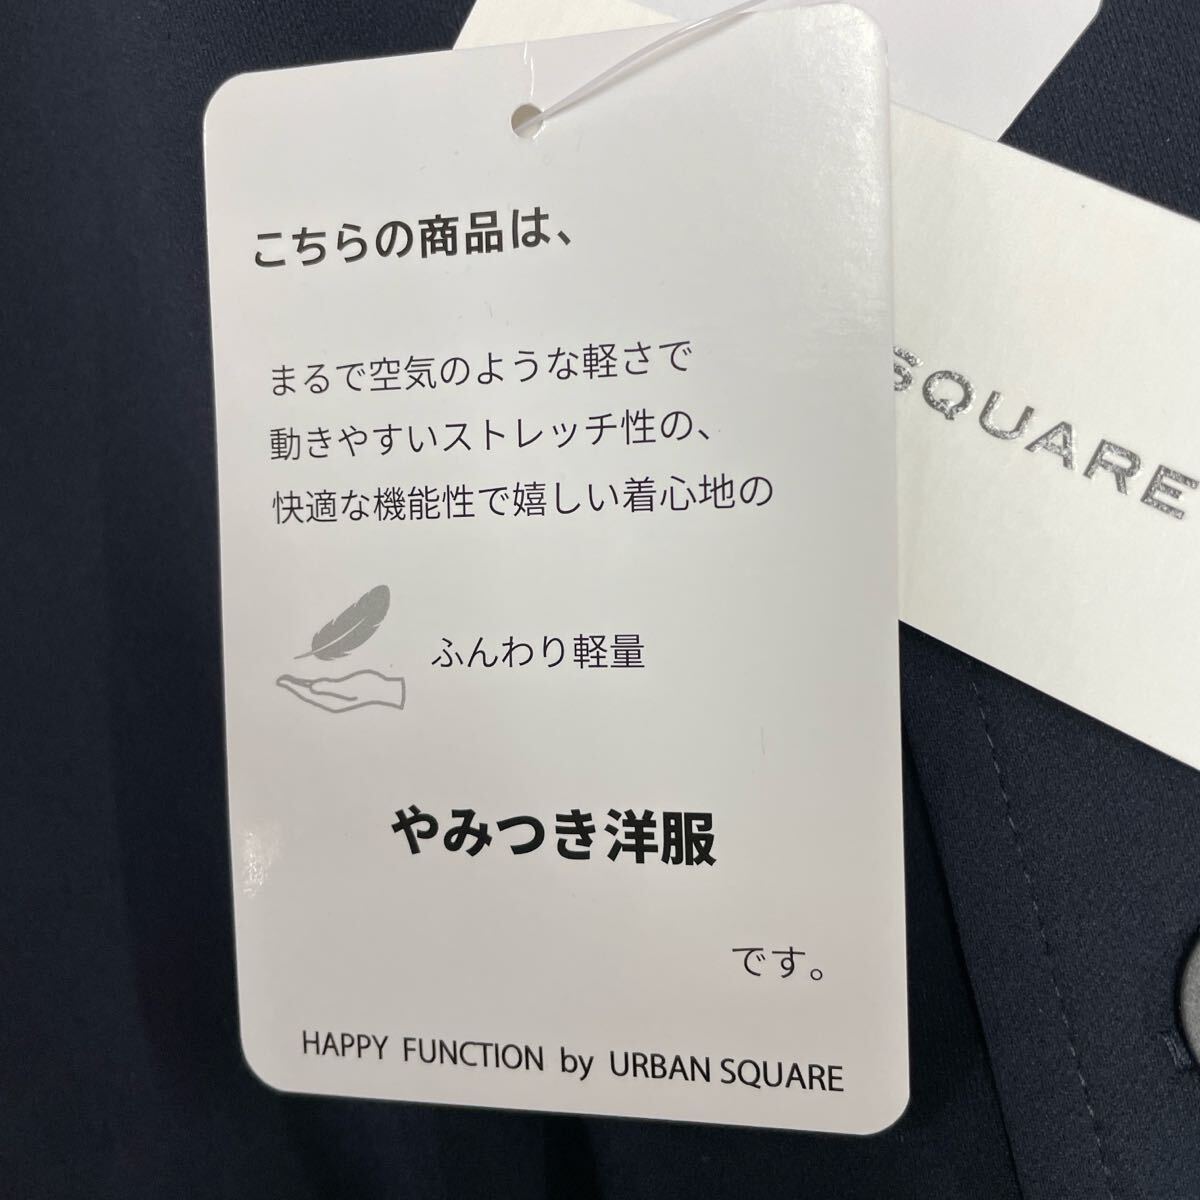 こちらの商品は、
まるで空気のような軽さで
動きやすいストレッチ性の、
快適な機能性で嬉しい着心地の
ふんわり軽量
やみつき洋服
です。
HAPPY FUNCTION by URBAN SQUARE
SQUARE